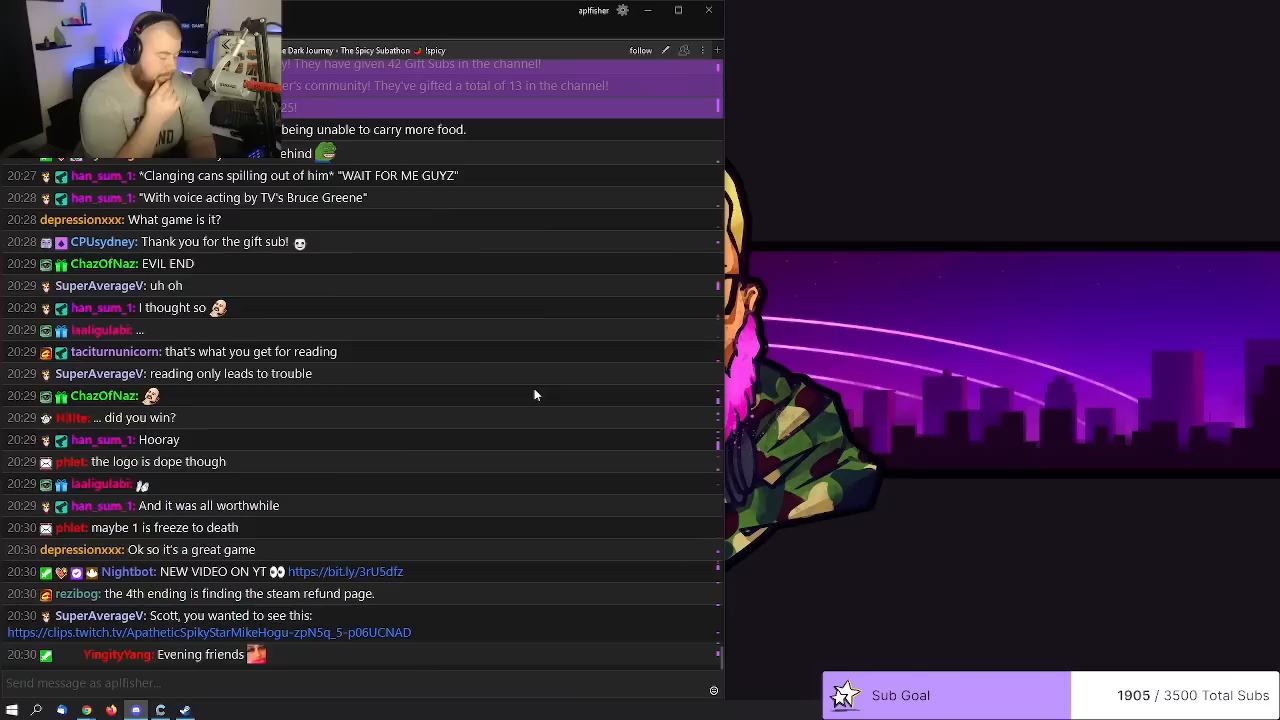 aplfisher
e Dark Journey - The Spicy Subathon !spicy
follow
y! They have given 42 Gift Subs in the channel!
er's community! They've gifted a total of 13 in the channel!
25!
being unable to carry more food.
ehind
20:27 han_sum_1: *Clanging cans spilling out of him* "WAIT FOR ME GUYZ"
20:28 han_sum_1: "With voice acting by TV's Bruce Greene"
20:28 depressionxxx: What game is it?
20:28 CPUsydney: Thank you for the gift sub!
20:29 ChazOfNaz: EVIL END
20:29 SuperAverageV: uh oh
20:29 han_sum_1: I thought so
20:29 laaligulabi: ...
20:29 taciturnunicorn: that's what you get for reading
20:29 SuperAverageV: reading only leads to trouble
20:29 ChazOfNaz:
20:29 ... did you win?
20:29 han_sum_1: Hooray
20:29 phlet: the logo is dope though
20:29 laaligulabi:
20:29 han_sum_1: And it was all worthwhile
20:30 phlet: maybe 1 is freeze to death
20:30 depressionxxx: Ok so it's a great game
20:30 Nightbot: NEW VIDEO ON YT 👀 https://bit.ly/3rU5dfz
20:30 rezibog: the 4th ending is finding the steam refund page.
20:30 SuperAverageV: Scott, you wanted to see this:
https://clips.twitch.tv/ApatheticSpikyStarMikeHogu-zpN5q_5-p06UCNAD
20:30 YingityYang: Evening friends
Send message as aplfisher...
Sub Goal
1905 / 3500 Total Subs